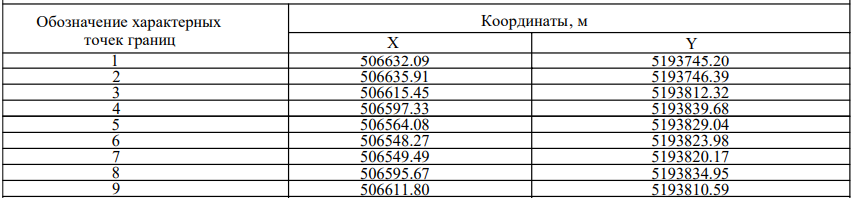 Обозначение характерных точек границ
Координаты, м
X Y
1 506632.09 5193745.20
2 506635.91 5193746.39
3 506615.45 5193812.32
4 506597.33 5193839.68
5 506564.08 5193829.04
6 506548.27 5193823.98
7 506549.49 5193820.17
8 506595.67 5193834.95
9 506611.80 5193810.59